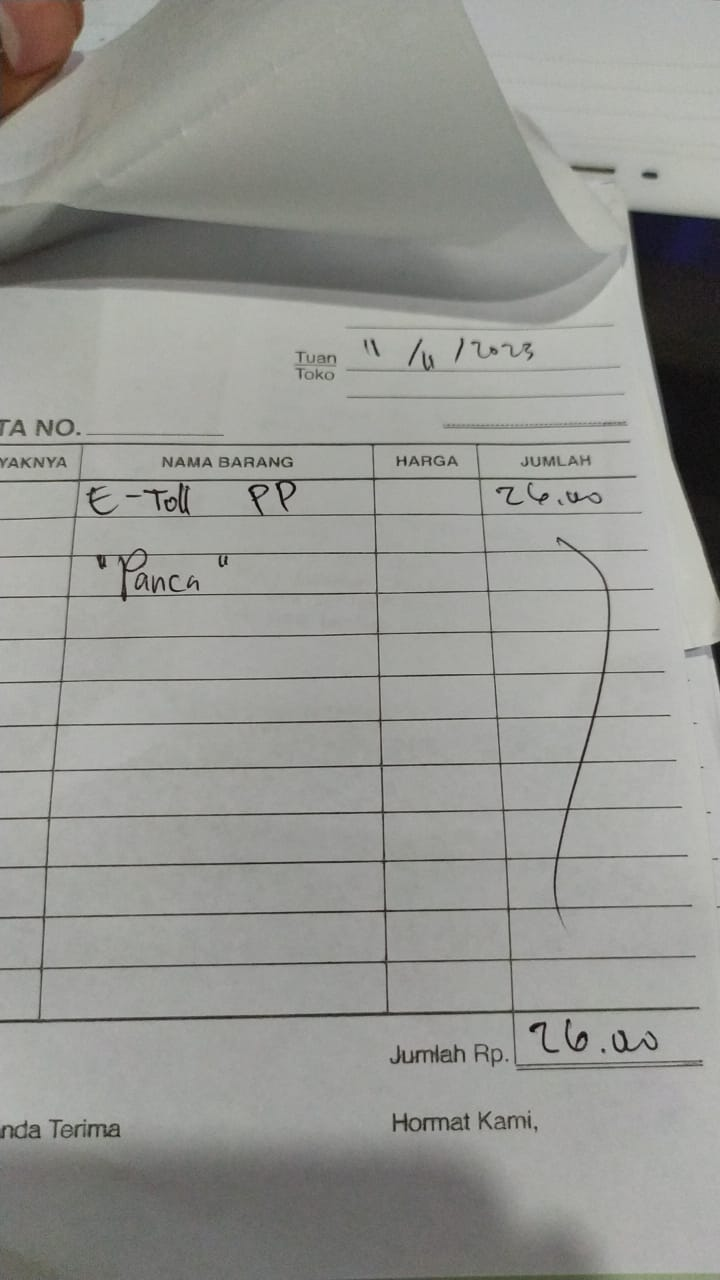 Tuan
Toko
11 / 11 / 2023
TA NO.
YAKNYA NAMA BARANG HARGA JUMLAH
E-Toll PP 26.000
"Panca"
Jumlah Rp. 26.000
nda Terima Hormat Kami,